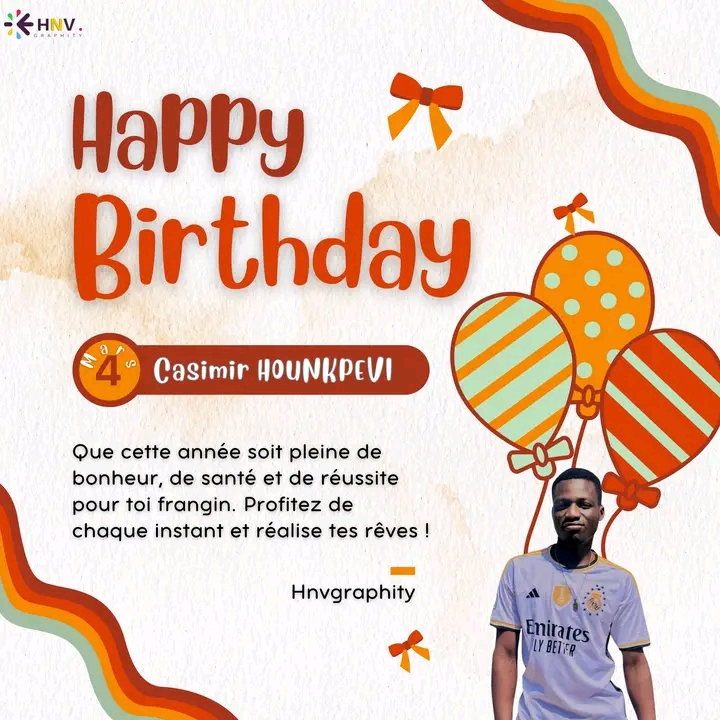 HNV.
GRAPHITY
Happy
Birthday
Mars
4
Casimir HOUNKPEVI
Que cette année soit pleine de
bonheur, de santé et de réussite
pour toi frangin. Profitez de
chaque instant et réalise tes rêves !
Hnvgraphity
Emirates
LY BETTER